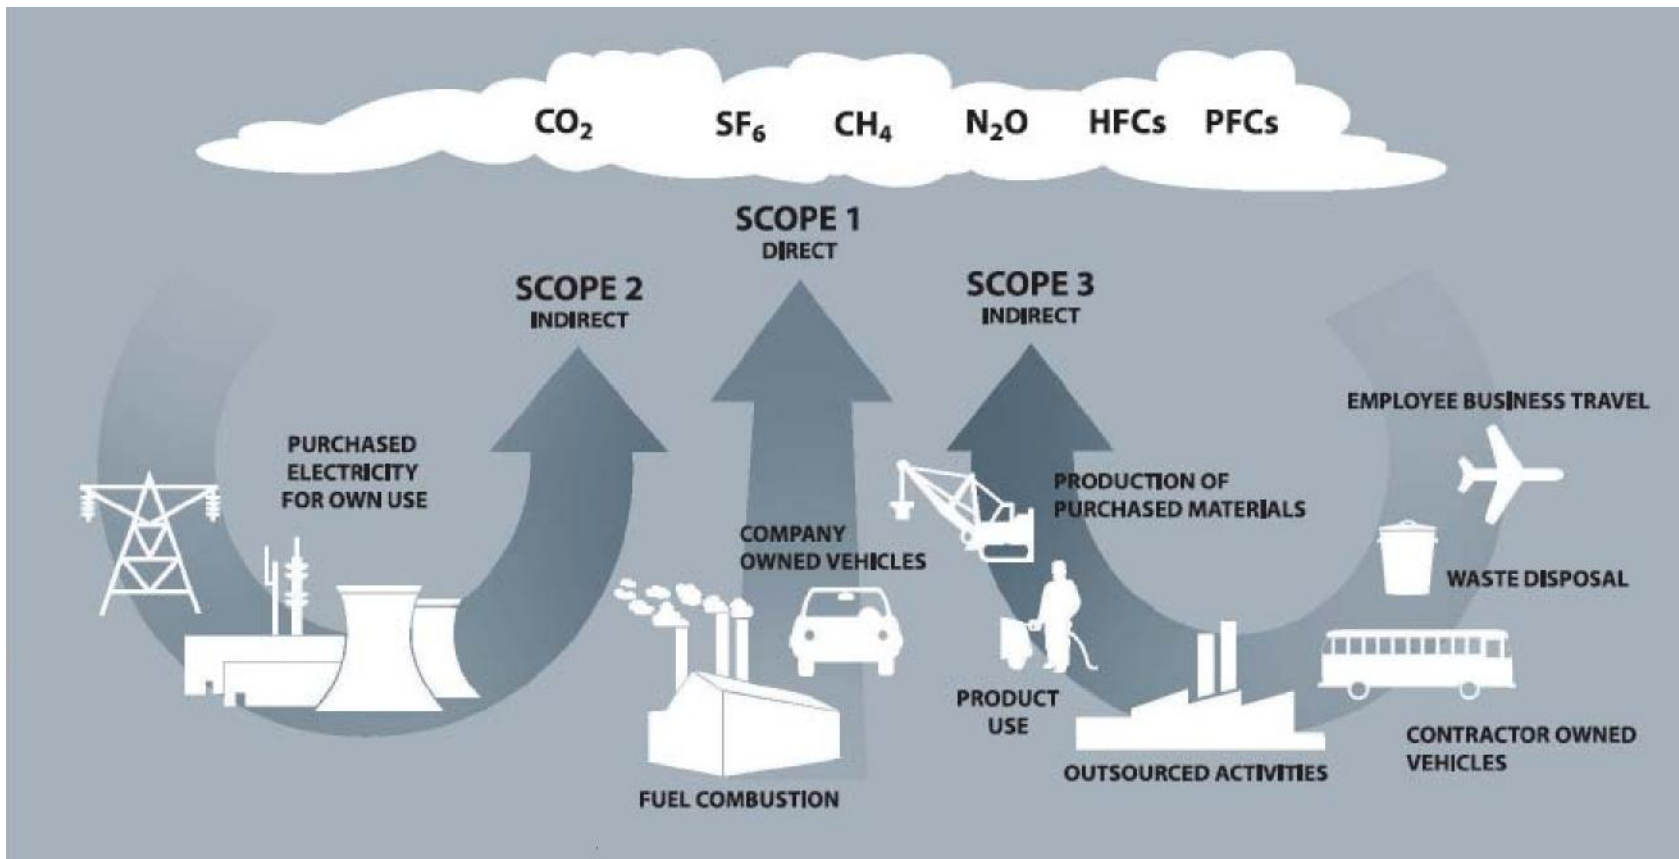 CO₂ SF₆ CH₄ N₂O HFCs PFCs
SCOPE 1
DIRECT
SCOPE 2
INDIRECT
SCOPE 3
INDIRECT
PURCHASED
ELECTRICITY
FOR OWN USE
COMPANY
OWNED VEHICLES
FUEL COMBUSTION
PRODUCTION OF
PURCHASED MATERIALS
PRODUCT
USE
OUTSOURCED ACTIVITIES
EMPLOYEE BUSINESS TRAVEL
WASTE DISPOSAL
CONTRACTOR OWNED
VEHICLES